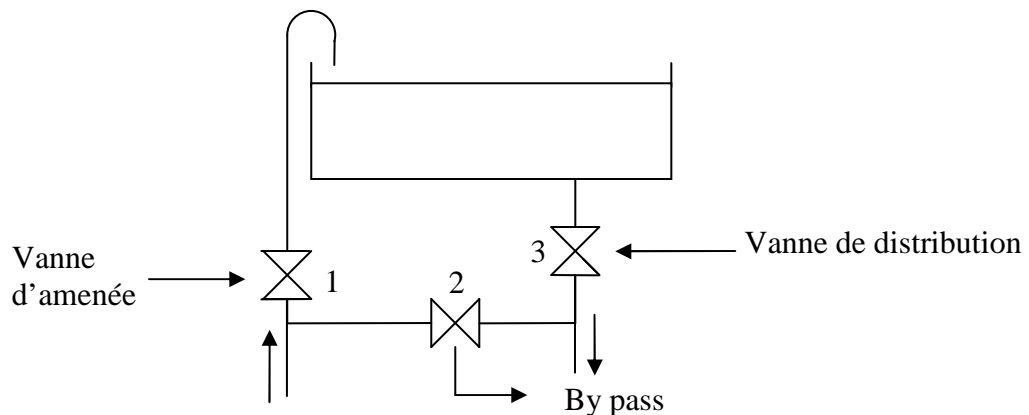 Vanne
d'amenée
1
2
3
Vanne de distribution
By pass